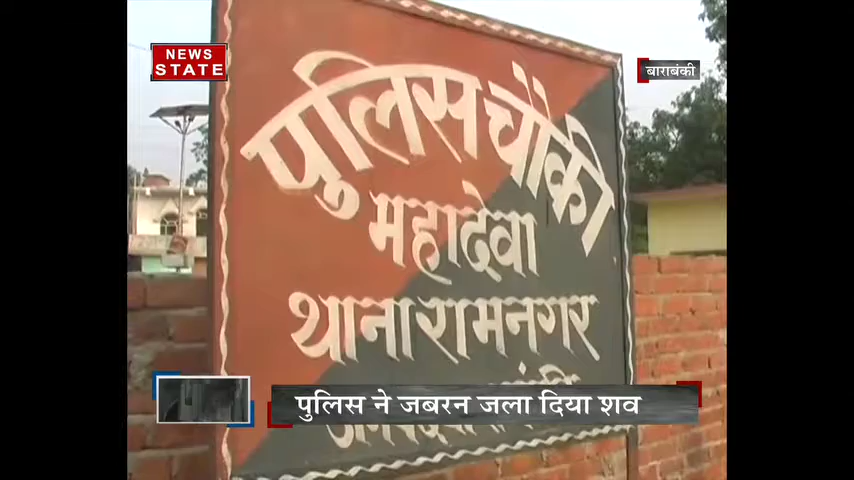 NEWS
STATE
बाराबंकी
पुलिस चौकी
महादेवा
थाना रामनगर
पुलिस ने जबरन जला दिया शव